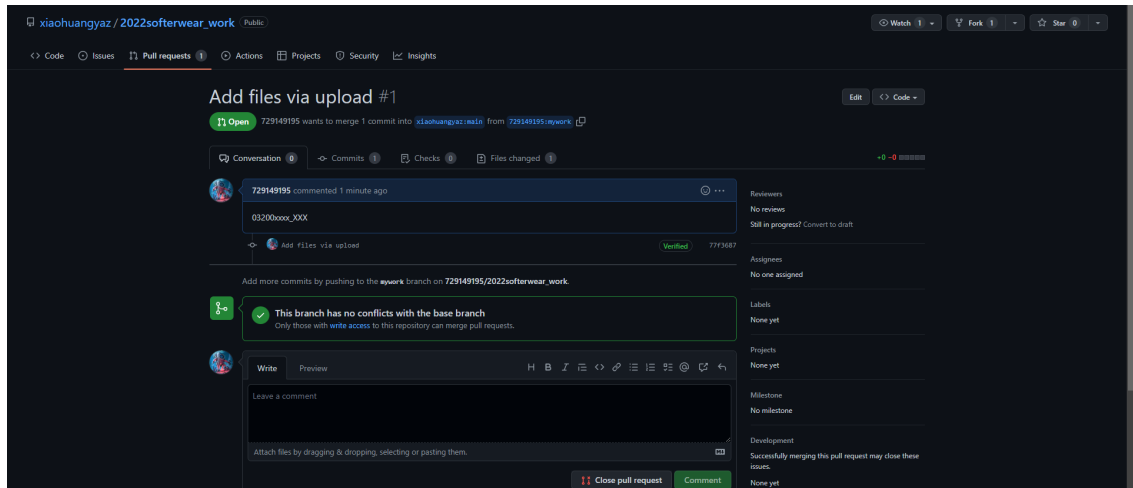 xiaohuangyaz / 2022softerwear_work Public
Watch 1 Fork 1 Star 0
<> Code Issues Pull requests 1 Actions Projects Security Insights
Add files via upload #1
Edit <> Code
Open 729149195 wants to merge 1 commit into xiaohuangyaz:main from 729149195:mywork
Conversation 0 Commits 1 Checks 0 Files changed 1 +0 −0
729149195 commented 1 minute ago
03200xxxx_XXX
Add files via upload Verified 77f3687
Add more commits by pushing to the mywork branch on 729149195/2022softerwear_work.
This branch has no conflicts with the base branch
Only those with write access to this repository can merge pull requests.
Write Preview
Leave a comment
Attach files by dragging & dropping, selecting or pasting them.
Close pull request Comment
Reviewers
No reviews
Still in progress? Convert to draft
Assignees
No one assigned
Labels
None yet
Projects
None yet
Milestone
No milestone
Development
Successfully merging this pull request may close these
issues.
None yet